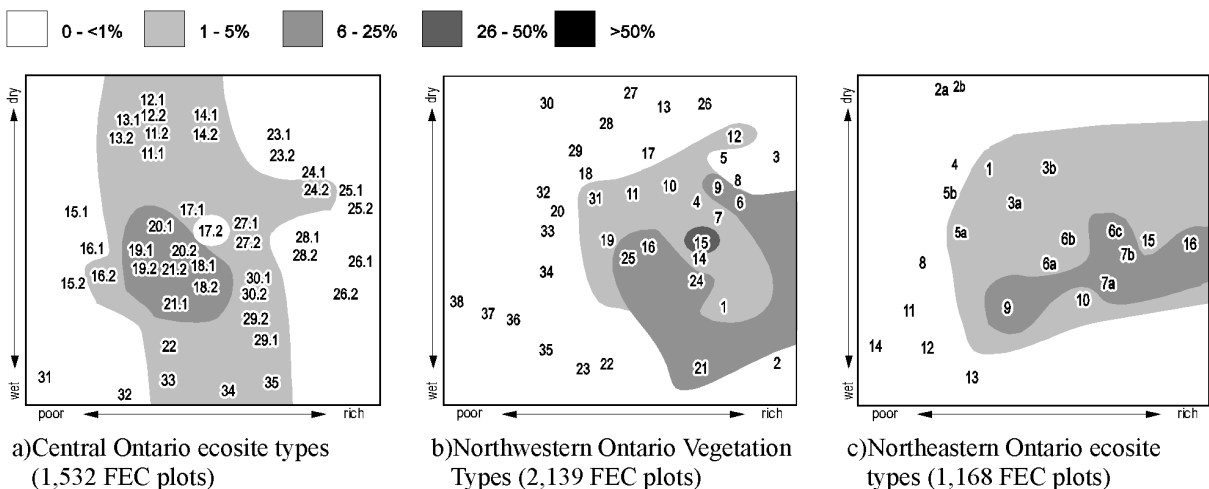 0 - <1% 1 - 5% 6 - 25% 26 - 50% >50%
dry
wet
poor rich
12.1
13.1 12.2 14.1
13.2 11.2 14.2 23.1
11.1 23.2
24.1
24.2 25.1
15.1 17.1 25.2
20.1 17.2 27.1
16.1 19.1 20.2 27.2 28.1
15.2 16.2 19.2 21.2 18.1 28.2 26.1
18.2 30.1
21.1 30.2 26.2
29.2
22 29.1
31 33 35
32 34
a)Central Ontario ecosite types
(1,532 FEC plots)
dry
wet
poor rich
30 27 13 26
28 12
29 17 5 3
18 10 9 8
32 31 11 4 6
20 7
33 19 16 15
34 25 14
24
38 37 36 1
35 23 22 21 2
b)Northwestern Ontario Vegetation
Types (2,139 FEC plots)
dry
wet
poor rich
2a 2b
4 1 3b
5b 3a
5a 6b 6c 15 16
8 6a 7b
7a
11 9 10
14 12
13
c)Northeastern Ontario ecosite
types (1,168 FEC plots)